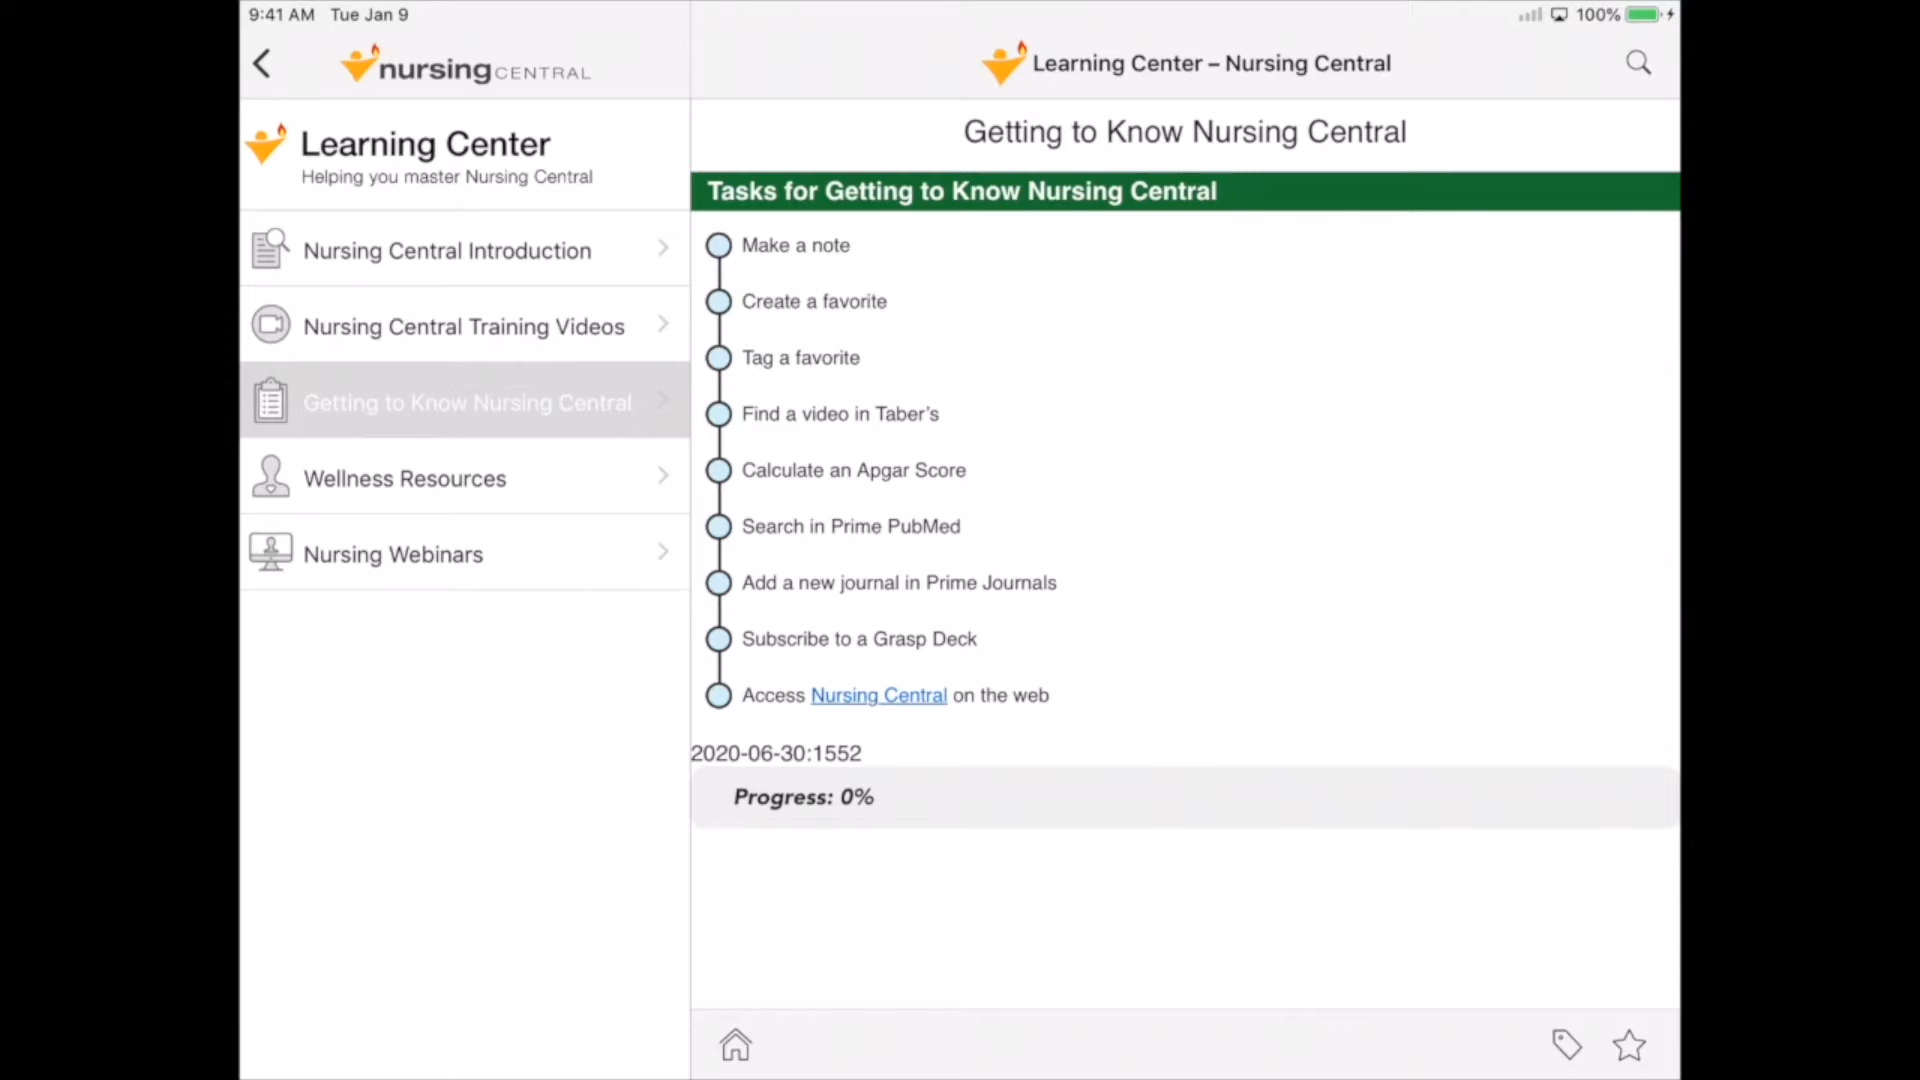 9:41 AM Tue Jan 9
100%
nursing CENTRAL
Learning Center – Nursing Central
Learning Center
Helping you master Nursing Central
Nursing Central Introduction
Nursing Central Training Videos
Getting to Know Nursing Central
Wellness Resources
Nursing Webinars
Getting to Know Nursing Central
Tasks for Getting to Know Nursing Central
Make a note
Create a favorite
Tag a favorite
Find a video in Taber’s
Calculate an Apgar Score
Search in Prime PubMed
Add a new journal in Prime Journals
Subscribe to a Grasp Deck
Access Nursing Central on the web
2020-06-30:1552
Progress: 0%